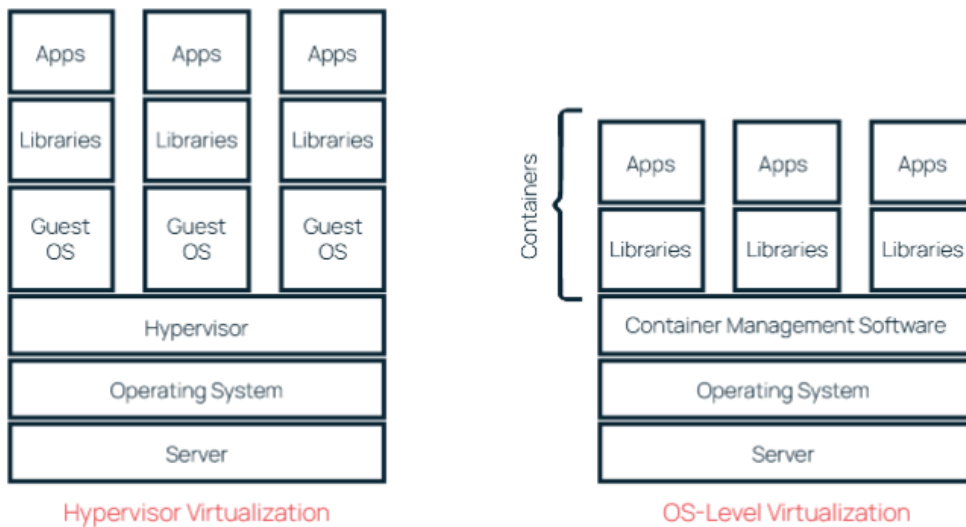 Apps
Apps
Apps
Libraries
Libraries
Libraries
Guest
OS
Guest
OS
Guest
OS
Hypervisor
Operating System
Server
Hypervisor Virtualization
Containers
Apps
Apps
Apps
Libraries
Libraries
Libraries
Container Management Software
Operating System
Server
OS-Level Virtualization